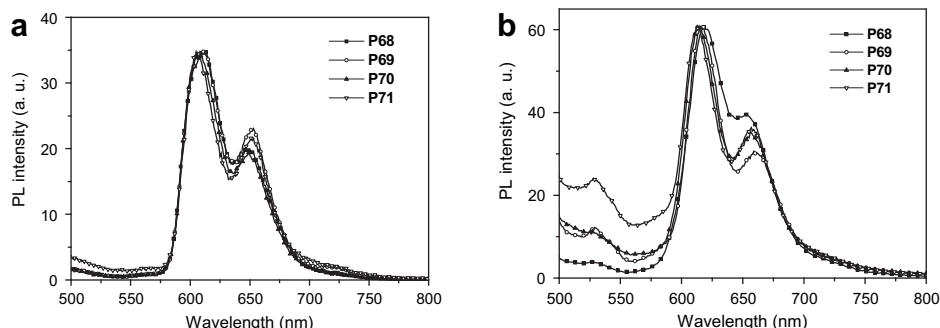 a
40
30
20
10
0
PL intensity (a. u.)
P68
P69
P70
P71
500 550 600 650 700 750 800
Wavelength (nm)
b
60
40
20
0
PL intensity (a. u.)
P68
P69
P70
P71
500 550 600 650 700 750 800
Wavelength (nm)